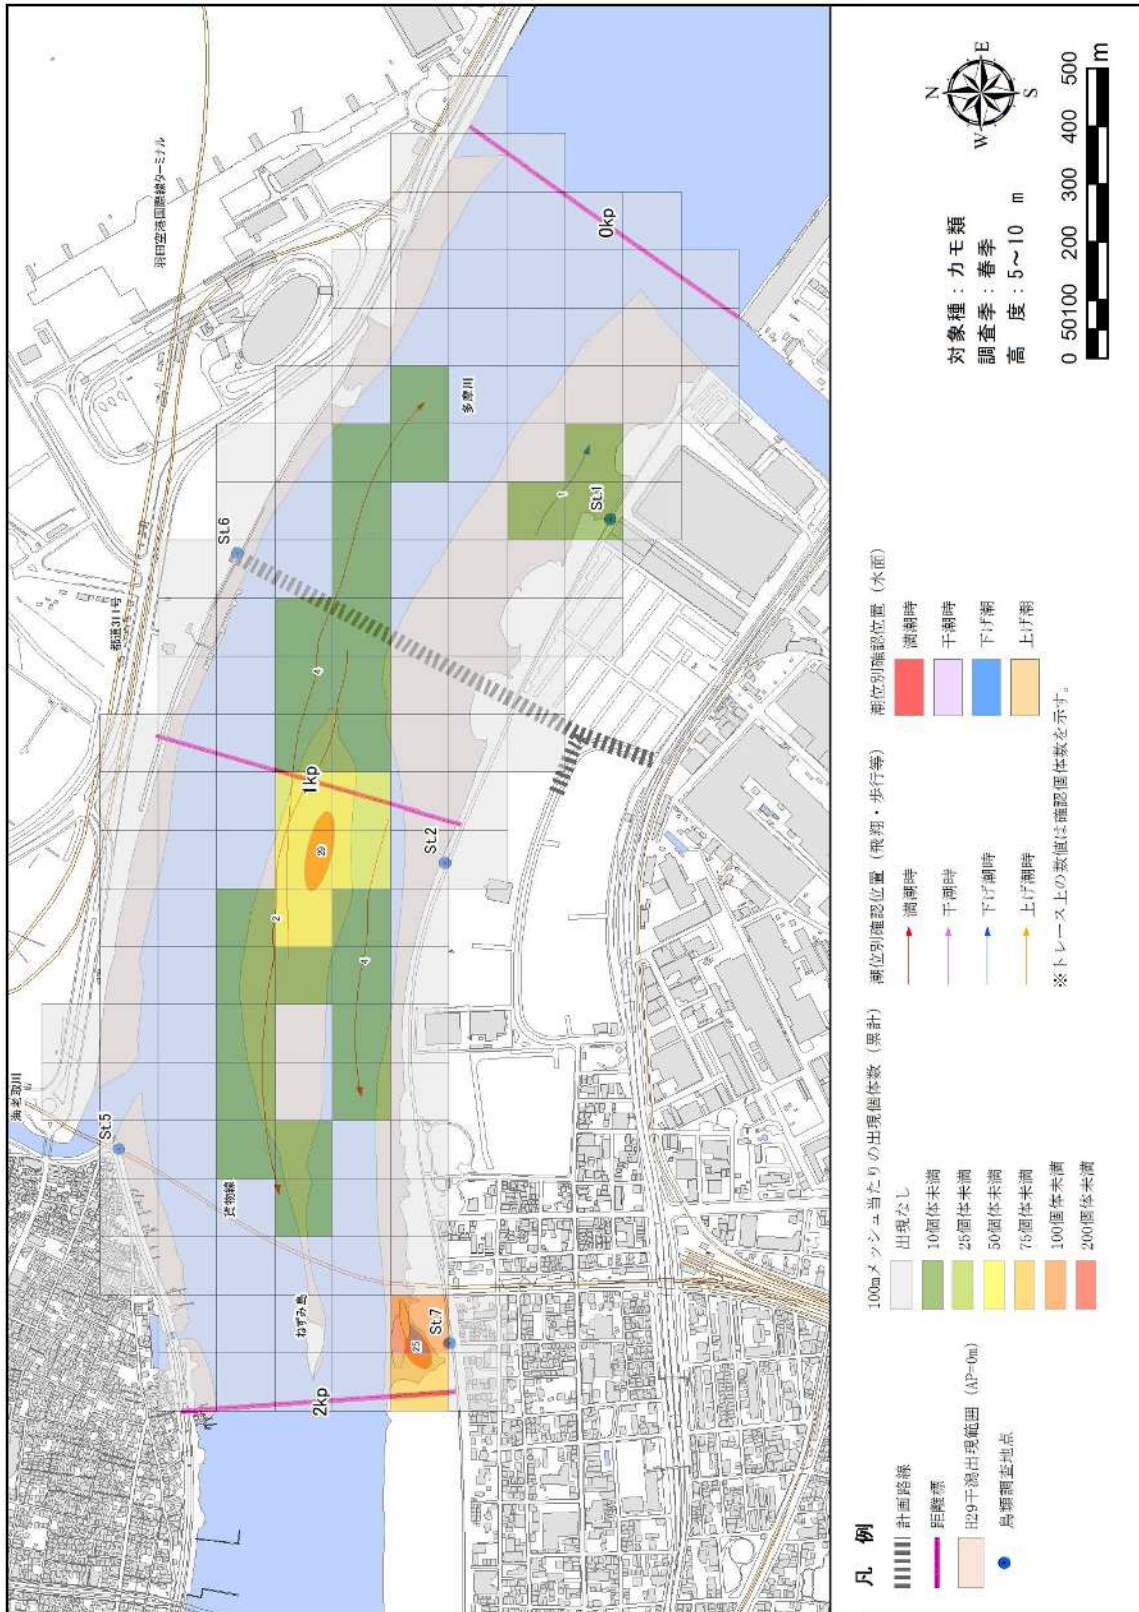 羽田空港国際線ターミナル
都道311号
海老取川
多摩川
貨物線
ねずみ島
St.5
St.6
St.7
St.2
St.1
2kp
1kp
0kp
25
4
2
29
4
1
N
E
S
W
対象種：カモ類
調査季：春季
高　度：5～10　m
0 50100 200 300 400 500
m
凡　例
計画路線
距離標
H29干潟出現範囲 (AP=0m)
鳥類調査地点
100mメッシュ当たりの出現個体数（累計）
出現なし
10個体未満
25個体未満
50個体未満
75個体未満
100個体未満
200個体未満
潮位別確認位置（飛翔・歩行等）
満潮時
干潮時
下げ潮時
上げ潮時
※トレース上の数値は確認個体数を示す。
潮位別確認位置（水面）
満潮時
干潮時
下げ潮
上げ潮